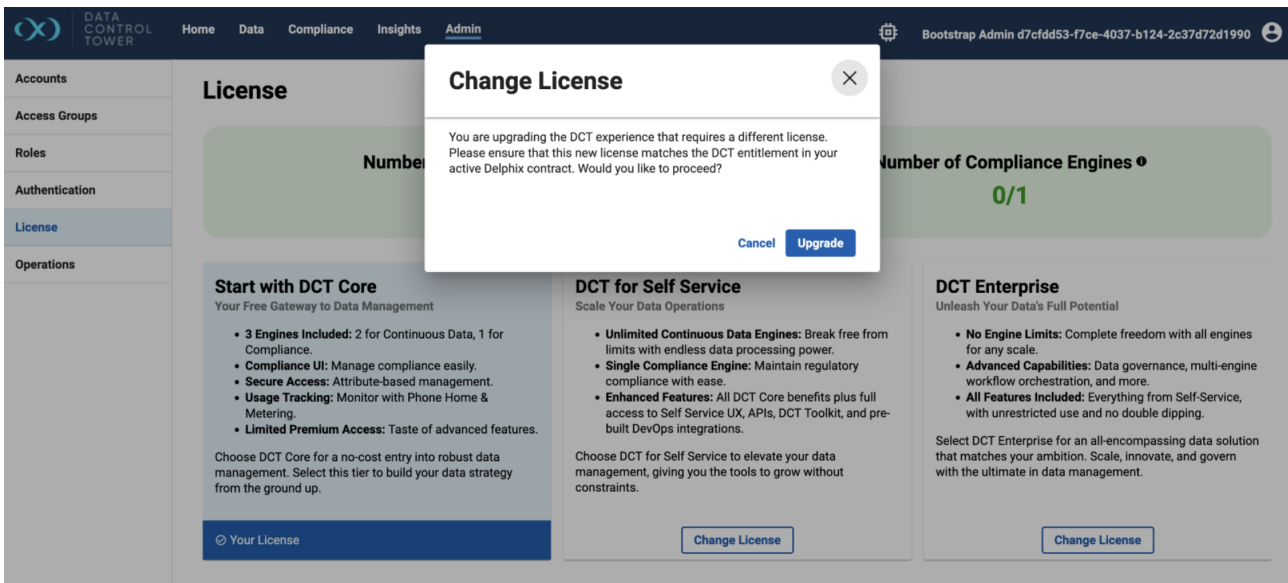 DATA
CONTROL
TOWER
Home Data Compliance Insights Admin
Bootstrap Admin d7cfdd53-f7ce-4037-b124-2c37d72d1990
Accounts
Access Groups
Roles
Authentication
License
Operations
License
Number
Number of Compliance Engines
0/1
Change License
You are upgrading the DCT experience that requires a different license.
Please ensure that this new license matches the DCT entitlement in your
active Delphix contract. Would you like to proceed?
Cancel Upgrade
Start with DCT Core
Your Free Gateway to Data Management
• 3 Engines Included: 2 for Continuous Data, 1 for
Compliance.
• Compliance UI: Manage compliance easily.
• Secure Access: Attribute-based management.
• Usage Tracking: Monitor with Phone Home &
Metering.
• Limited Premium Access: Taste of advanced features.
Choose DCT Core for a no-cost entry into robust data
management. Select this tier to build your data strategy
from the ground up.
Your License
DCT for Self Service
Scale Your Data Operations
• Unlimited Continuous Data Engines: Break free from
limits with endless data processing power.
• Single Compliance Engine: Maintain regulatory
compliance with ease.
• Enhanced Features: All DCT Core benefits plus full
access to Self Service UX, APIs, DCT Toolkit, and pre-
built DevOps integrations.
Choose DCT for Self Service to elevate your data
management, giving you the tools to grow without
constraints.
Change License
DCT Enterprise
Unleash Your Data's Full Potential
• No Engine Limits: Complete freedom with all engines
for any scale.
• Advanced Capabilities: Data governance, multi-engine
workflow orchestration, and more.
• All Features Included: Everything from Self-Service,
with unrestricted use and no double dipping.
Select DCT Enterprise for an all-encompassing data solution
that matches your ambition. Scale, innovate, and govern
with the ultimate in data management.
Change License